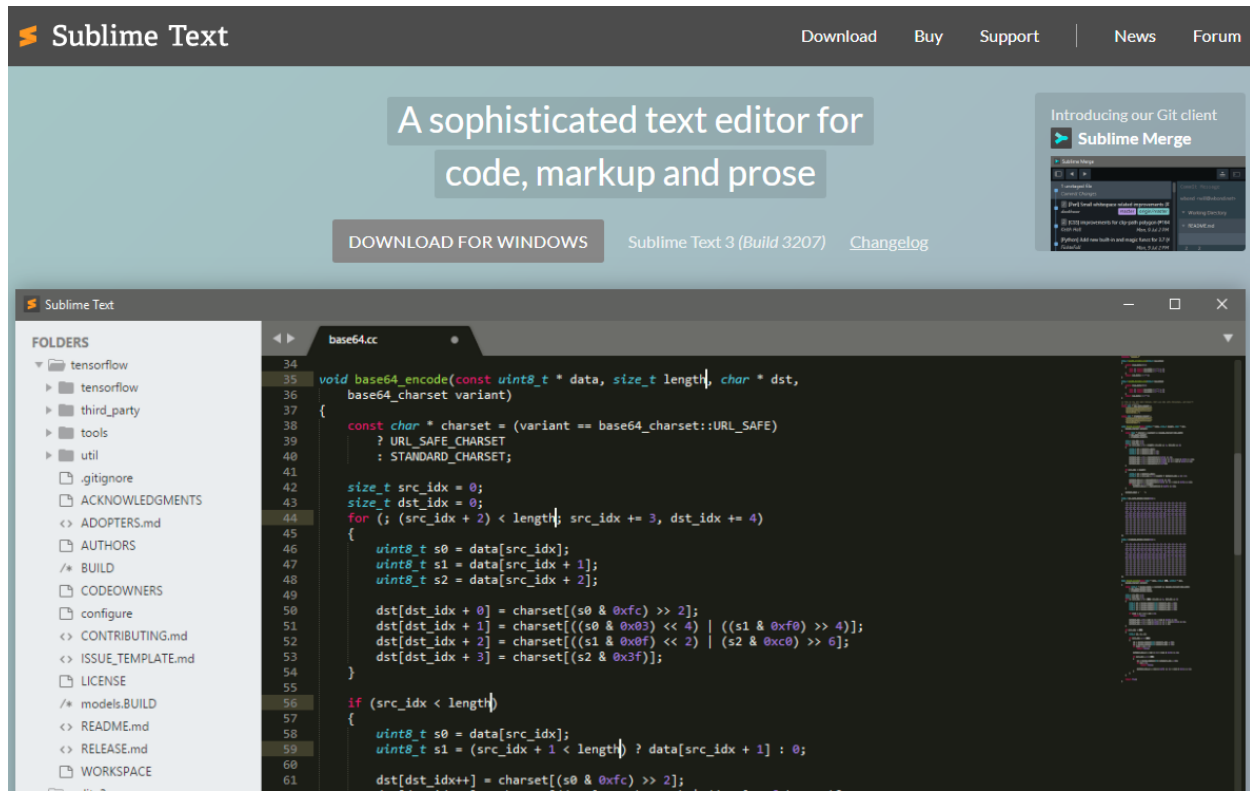 Sublime Text
Download Buy Support News Forum
A sophisticated text editor for
code, markup and prose
Introducing our Git client
Sublime Merge
DOWNLOAD FOR WINDOWS Sublime Text 3 (Build 3207) Changelog
Sublime Text
FOLDERS
tensorflow
tensorflow
third_party
tools
util
.gitignore
ACKNOWLEDGMENTS
<> ADOPTERS.md
AUTHORS
/* BUILD
CODEOWNERS
configure
<> CONTRIBUTING.md
<> ISSUE_TEMPLATE.md
LICENSE
/* models.BUILD
<> README.md
<> RELEASE.md
WORKSPACE
base64.cc
34
35 void base64_encode(const uint8_t * data, size_t length, char * dst,
36     base64_charset variant)
37 {
38     const char * charset = (variant == base64_charset::URL_SAFE)
39         ? URL_SAFE_CHARSET
40         : STANDARD_CHARSET;
41
42     size_t src_idx = 0;
43     size_t dst_idx = 0;
44     for (; (src_idx + 2) < length; src_idx += 3, dst_idx += 4)
45     {
46         uint8_t s0 = data[src_idx];
47         uint8_t s1 = data[src_idx + 1];
48         uint8_t s2 = data[src_idx + 2];
49
50         dst[dst_idx + 0] = charset[(s0 & 0xfc) >> 2];
51         dst[dst_idx + 1] = charset[((s0 & 0x03) << 4) | ((s1 & 0xf0) >> 4)];
52         dst[dst_idx + 2] = charset[((s1 & 0x0f) << 2) | (s2 & 0xc0) >> 6];
53         dst[dst_idx + 3] = charset[(s2 & 0x3f)];
54     }
55
56     if (src_idx < length)
57     {
58         uint8_t s0 = data[src_idx];
59         uint8_t s1 = (src_idx + 1 < length) ? data[src_idx + 1] : 0;
60
61         dst[dst_idx++] = charset[(s0 & 0xfc) >> 2];